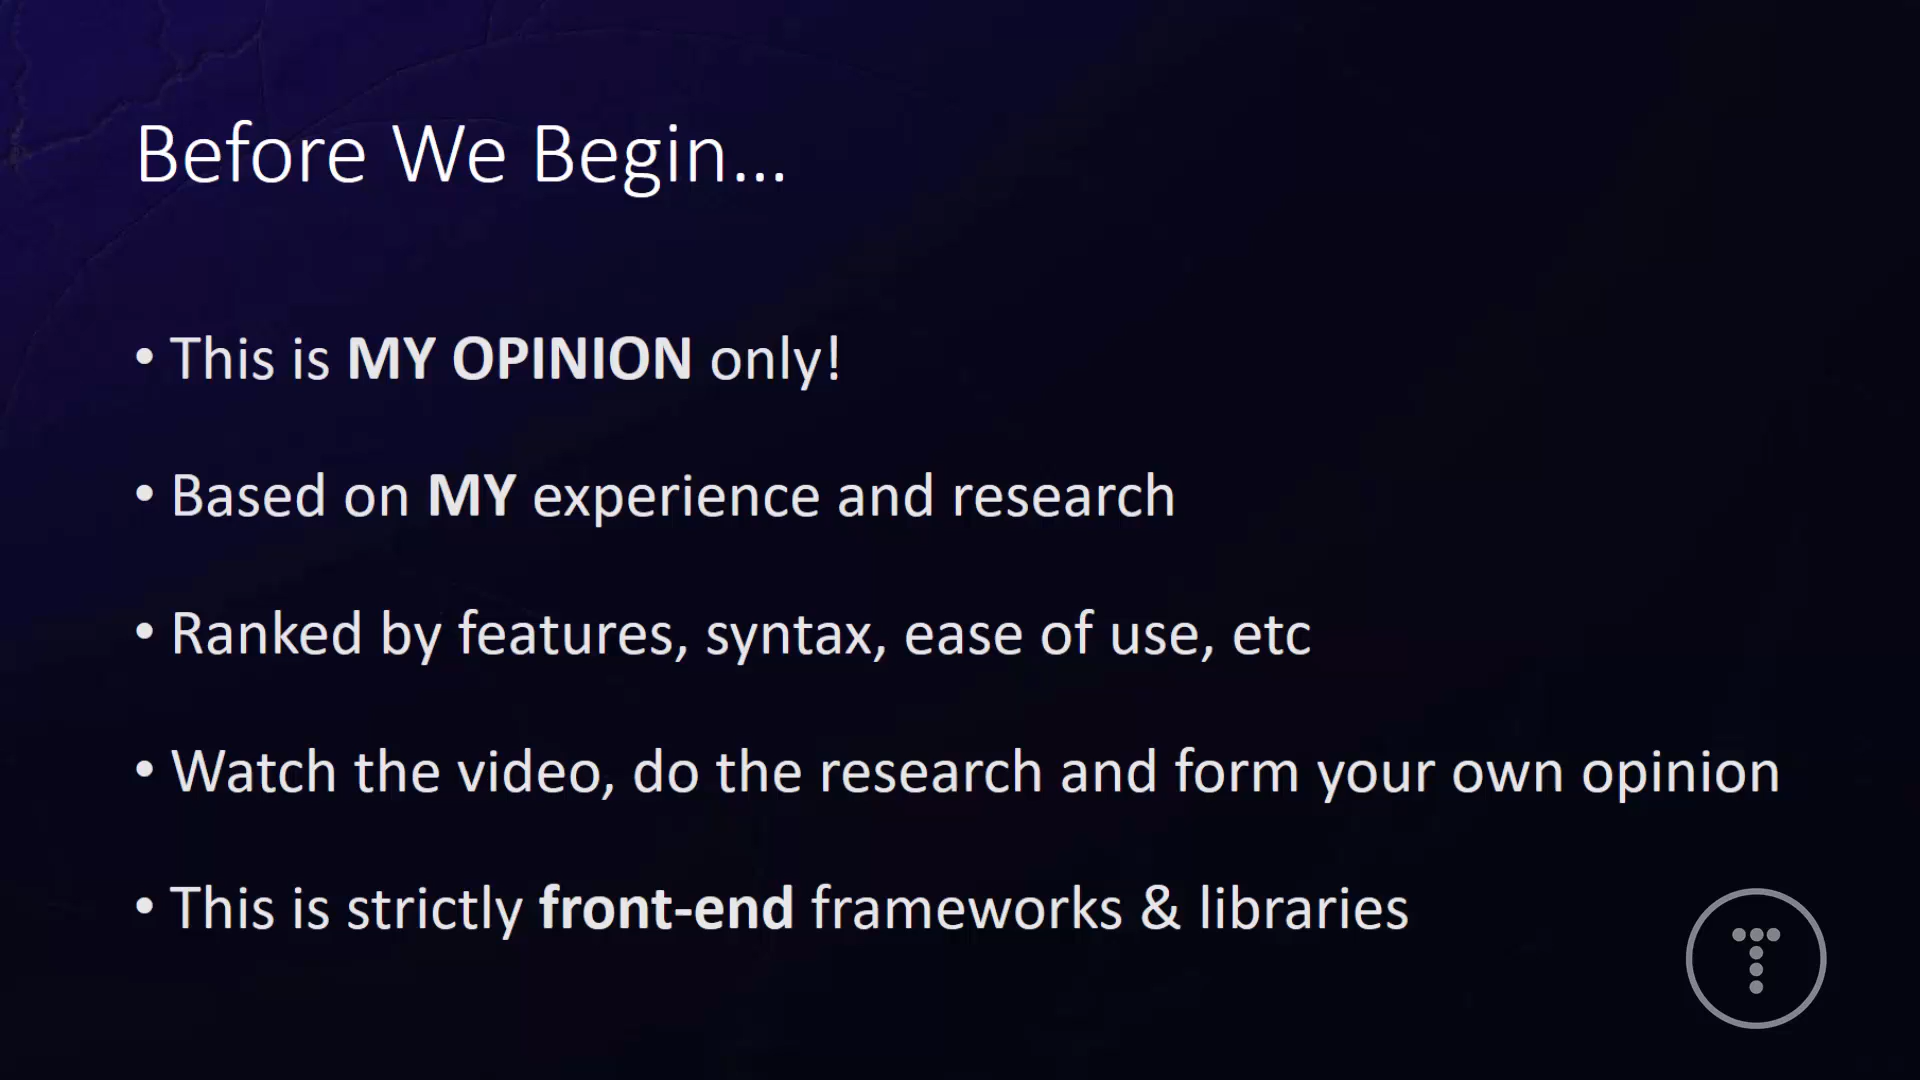 Before We Begin...
• This is MY OPINION only!
• Based on MY experience and research
• Ranked by features, syntax, ease of use, etc
• Watch the video, do the research and form your own opinion
• This is strictly front-end frameworks & libraries
T